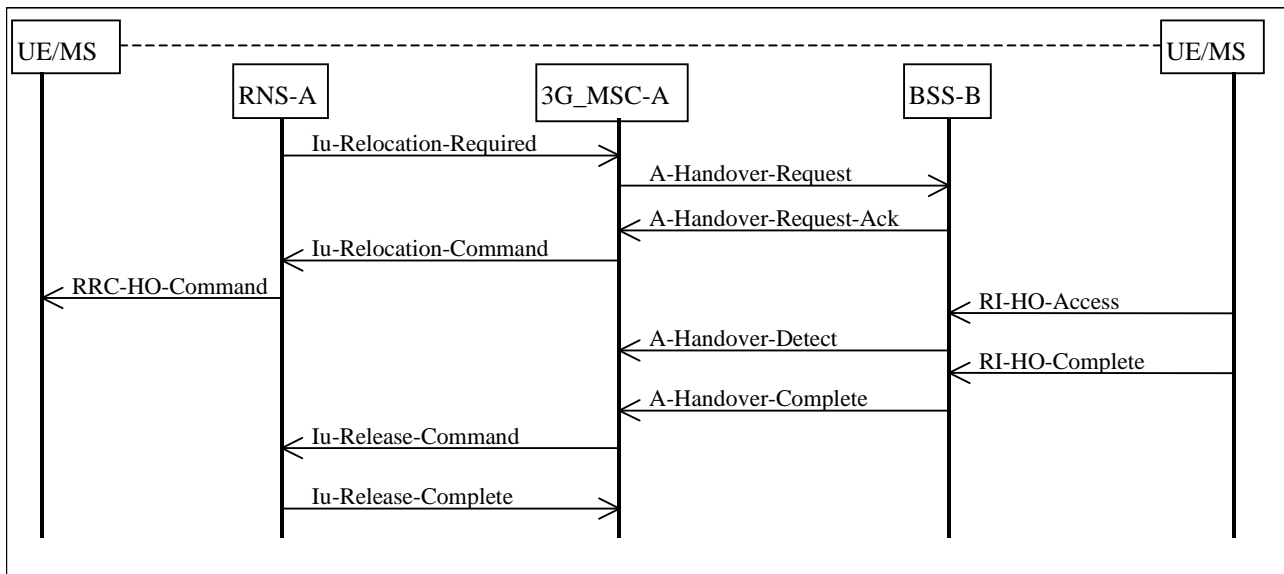 UE/MS
UE/MS
RNS-A
3G_MSC-A
BSS-B
Iu-Relocation-Required
A-Handover-Request
A-Handover-Request-Ack
Iu-Relocation-Command
RRC-HO-Command
RI-HO-Access
A-Handover-Detect
RI-HO-Complete
A-Handover-Complete
Iu-Release-Command
Iu-Release-Complete